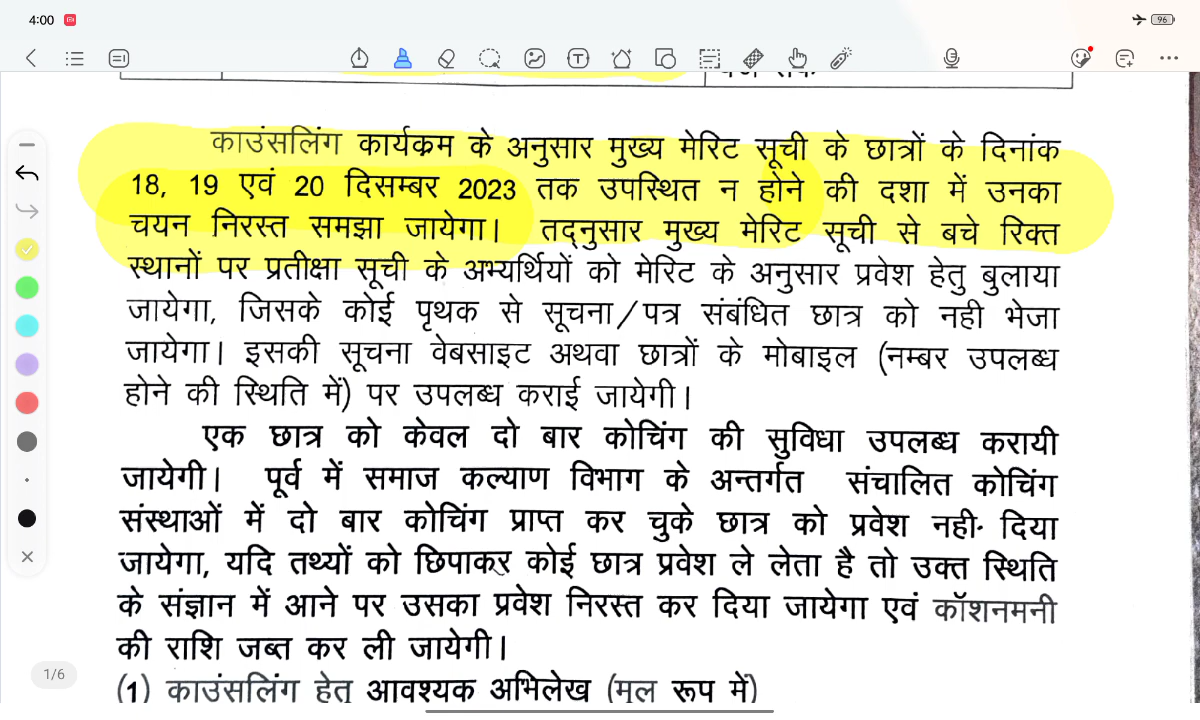 4:00
96
काउंसलिंग कार्यक्रम के अनुसार मुख्य मेरिट सूची के छात्रों के दिनांक
18, 19 एवं 20 दिसम्बर 2023 तक उपस्थित न होने की दशा में उनका
चयन निरस्त समझा जायेगा। तद्नुसार मुख्य मेरिट सूची से बचे रिक्त
स्थानों पर प्रतीक्षा सूची के अभ्यर्थियों को मेरिट के अनुसार प्रवेश हेतु बुलाया
जायेगा, जिसके कोई पृथक से सूचना/पत्र संबंधित छात्र को नही भेजा
जायेगा। इसकी सूचना वेबसाइट अथवा छात्रों के मोबाइल (नम्बर उपलब्ध
होने की स्थिति में) पर उपलब्ध कराई जायेगी।
एक छात्र को केवल दो बार कोचिंग की सुविधा उपलब्ध करायी
जायेगी। पूर्व में समाज कल्याण विभाग के अन्तर्गत संचालित कोचिंग
संस्थाओं में दो बार कोचिंग प्राप्त कर चुके छात्र को प्रवेश नही दिया
जायेगा, यदि तथ्यों को छिपाकर कोई छात्र प्रवेश ले लेता है तो उक्त स्थिति
के संज्ञान में आने पर उसका प्रवेश निरस्त कर दिया जायेगा एवं कॉशनमनी
की राशि जब्त कर ली जायेगी।
(1) काउंसलिंग हेतु आवश्यक अभिलेख (मूल रूप में)
1/6